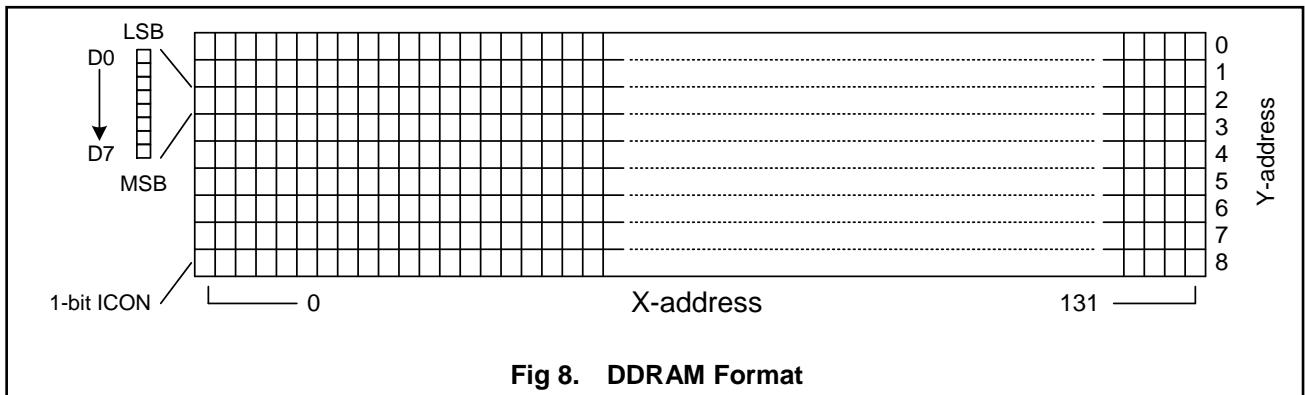 LSB
D0
D7
MSB
1-bit ICON
0
1
2
3
4
5
6
7
8
Y-address
0
X-address
131
Fig 8. DDRAM Format